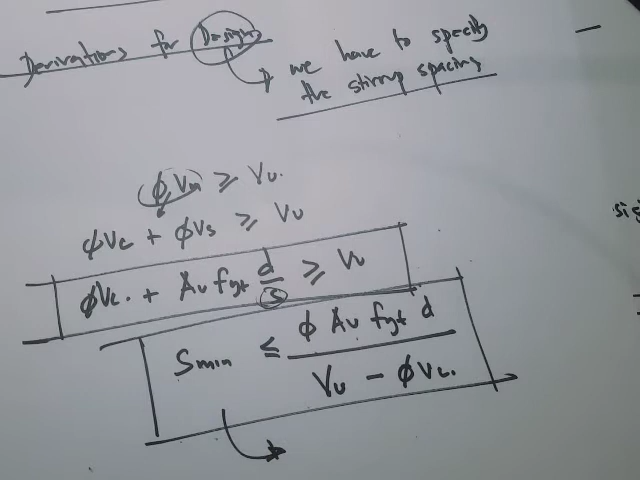 Derivations for Design
we have to specify
the stirrup spacing
ϕVn ≥ Vu.
ϕVc + ϕVs ≥ Vu
ϕVc. + Av fyt d/s ≥ Vu
Smin ≤ ϕ Av fyt d / Vu - ϕVc.